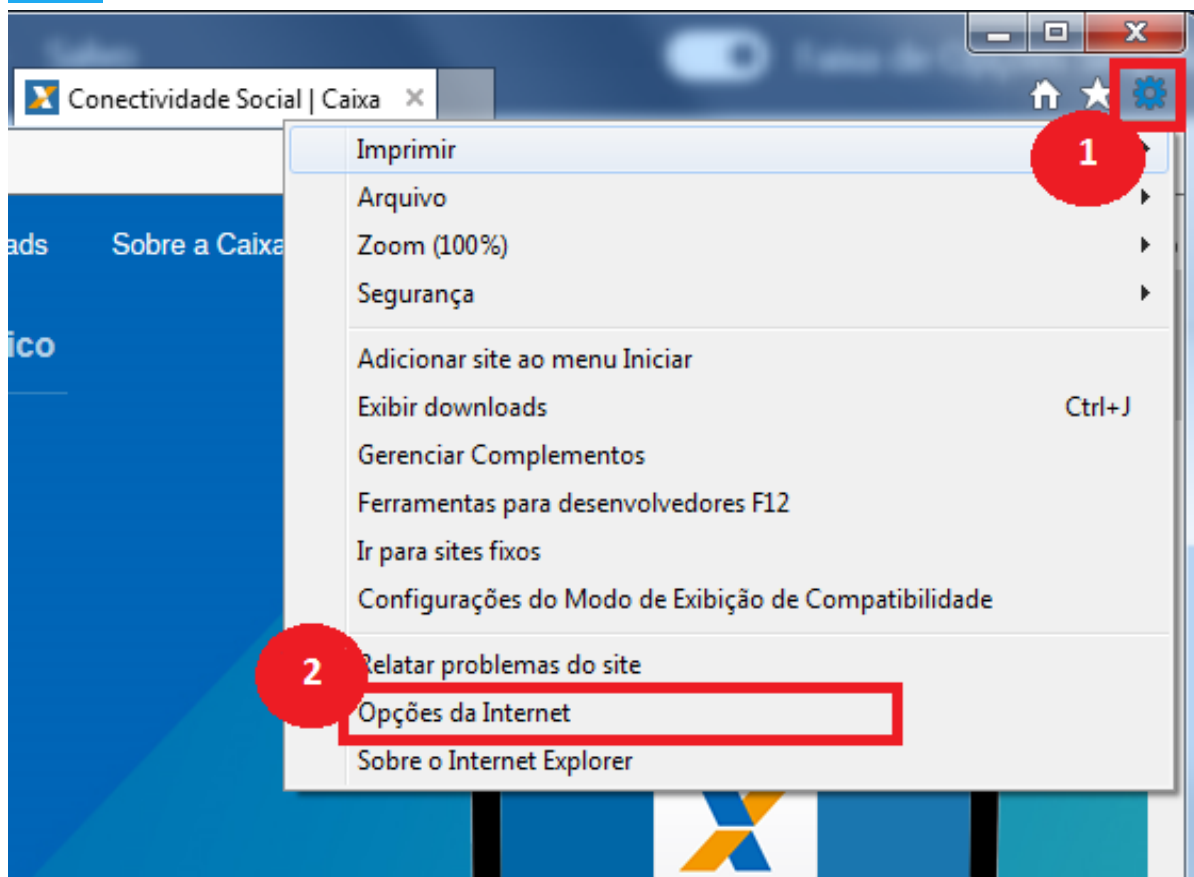 Conectividade Social | Caixa
1
Imprimir
Arquivo
ads Sobre a Caixa
Zoom (100%)
Segurança
ico
Adicionar site ao menu Iniciar
Exibir downloads Ctrl+J
Gerenciar Complementos
Ferramentas para desenvolvedores F12
Ir para sites fixos
Configurações do Modo de Exibição de Compatibilidade
2
Relatar problemas do site
Opções da Internet
Sobre o Internet Explorer